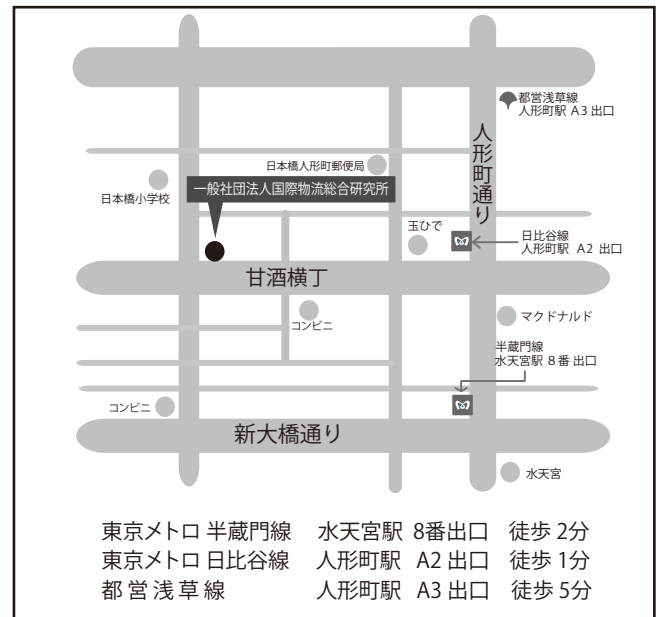 都営浅草線
人形町駅 A3 出口
人形町通り
日本橋人形町郵便局
日本橋小学校
一般社団法人国際物流総合研究所
玉ひで
日比谷線
人形町駅 A2 出口
甘酒横丁
コンビニ
マクドナルド
半蔵門線
水天宮駅 8番 出口
コンビニ
新大橋通り
水天宮
東京メトロ 半蔵門線 水天宮駅 8番出口 徒歩 2分
東京メトロ 日比谷線 人形町駅 A2 出口 徒歩 1分
都営浅草線 人形町駅 A3 出口 徒歩 5分